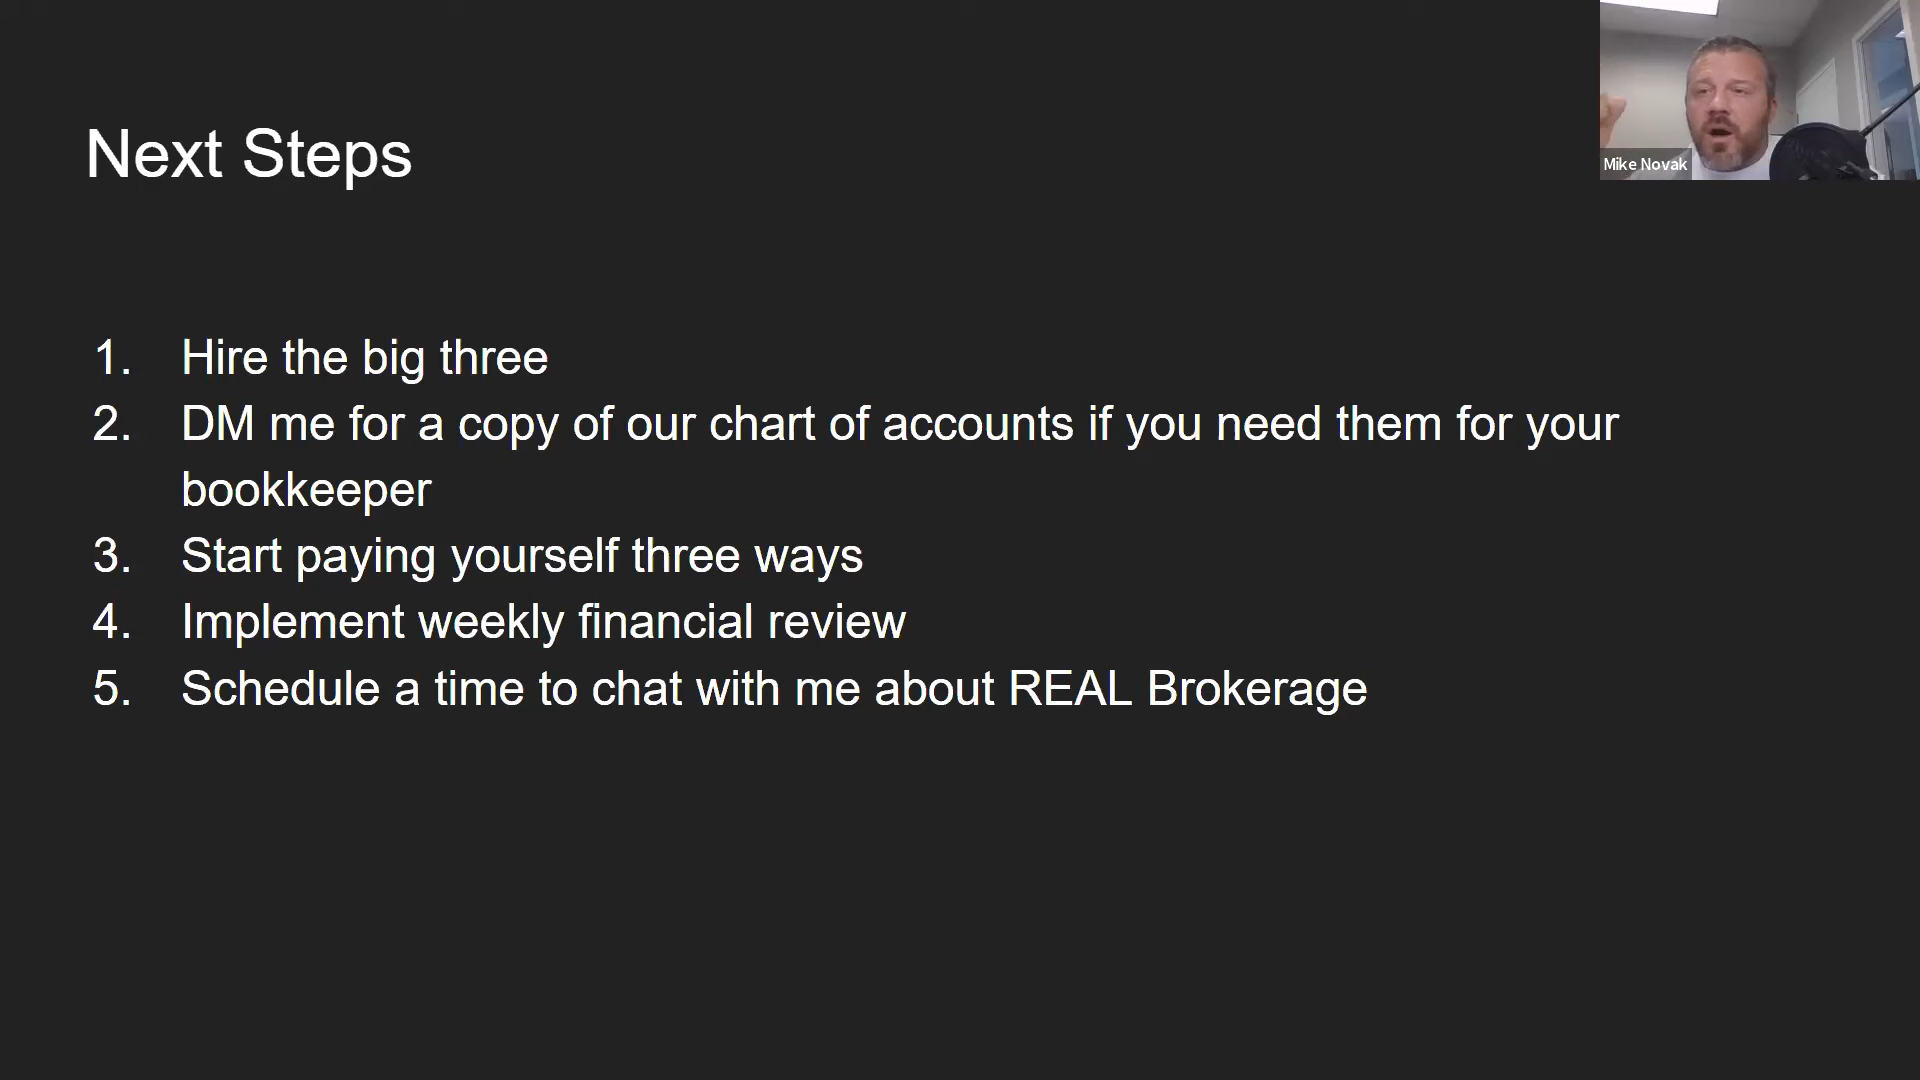 Next Steps
Mike Novak
1. Hire the big three
2. DM me for a copy of our chart of accounts if you need them for your
bookkeeper
3. Start paying yourself three ways
4. Implement weekly financial review
5. Schedule a time to chat with me about REAL Brokerage